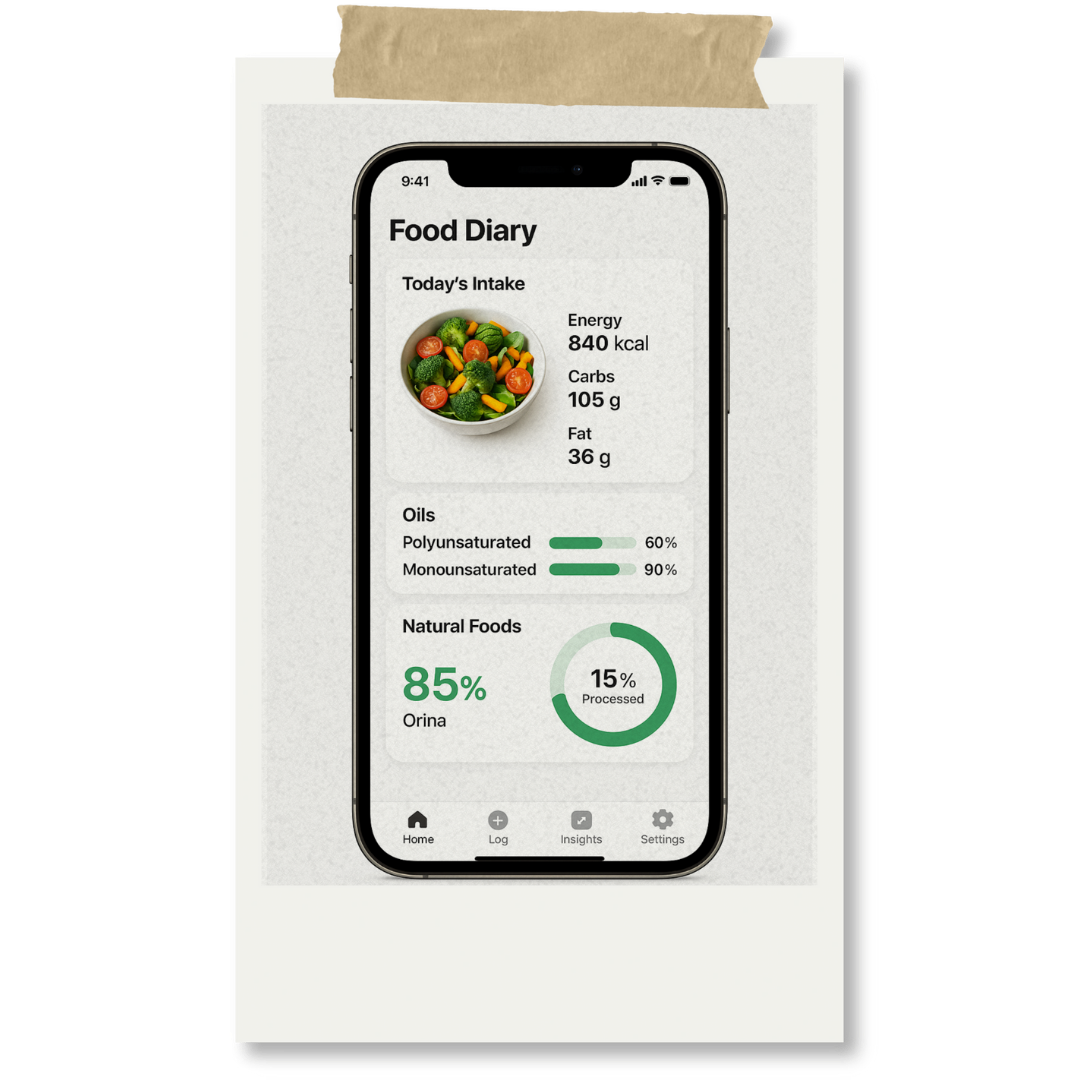 9:41
Food Diary
Today's Intake
Energy
840 kcal
Carbs
105 g
Fat
36 g
Oils
Polyunsaturated 60%
Monounsaturated 90%
Natural Foods
85%
Orina
15%
Processed
Home Log Insights Settings